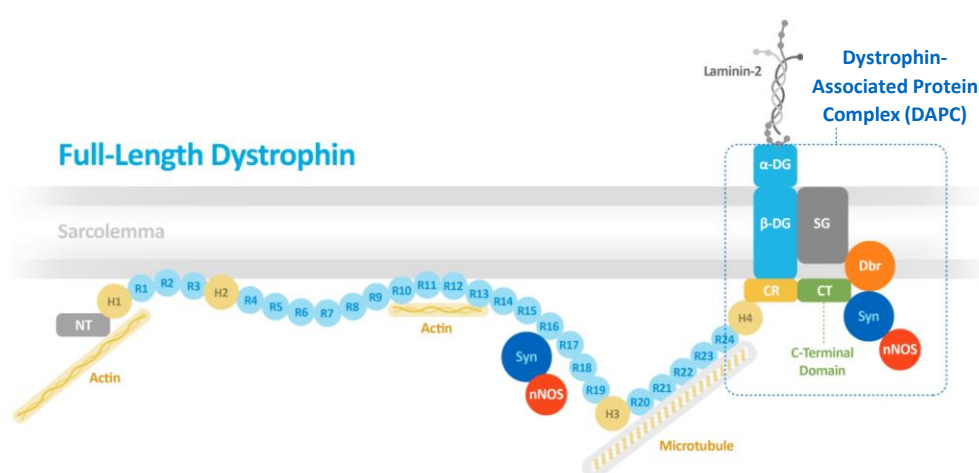 Laminin-2
Dystrophin-
Associated Protein
Complex (DAPC)
Full-Length Dystrophin
α-DG
Sarcolemma
β-DG
SG
Dbr
NT
H1
R1
R2
R3
H2
R4
R5
R6
R7
R8
R9
R10
R11
R12
R13
R14
R15
R16
R17
R18
R19
H3
R20
R21
R22
R23
R24
H4
CR
CT
Syn
nNOS
Actin
Actin
Syn
nNOS
C-Terminal
Domain
Microtubule